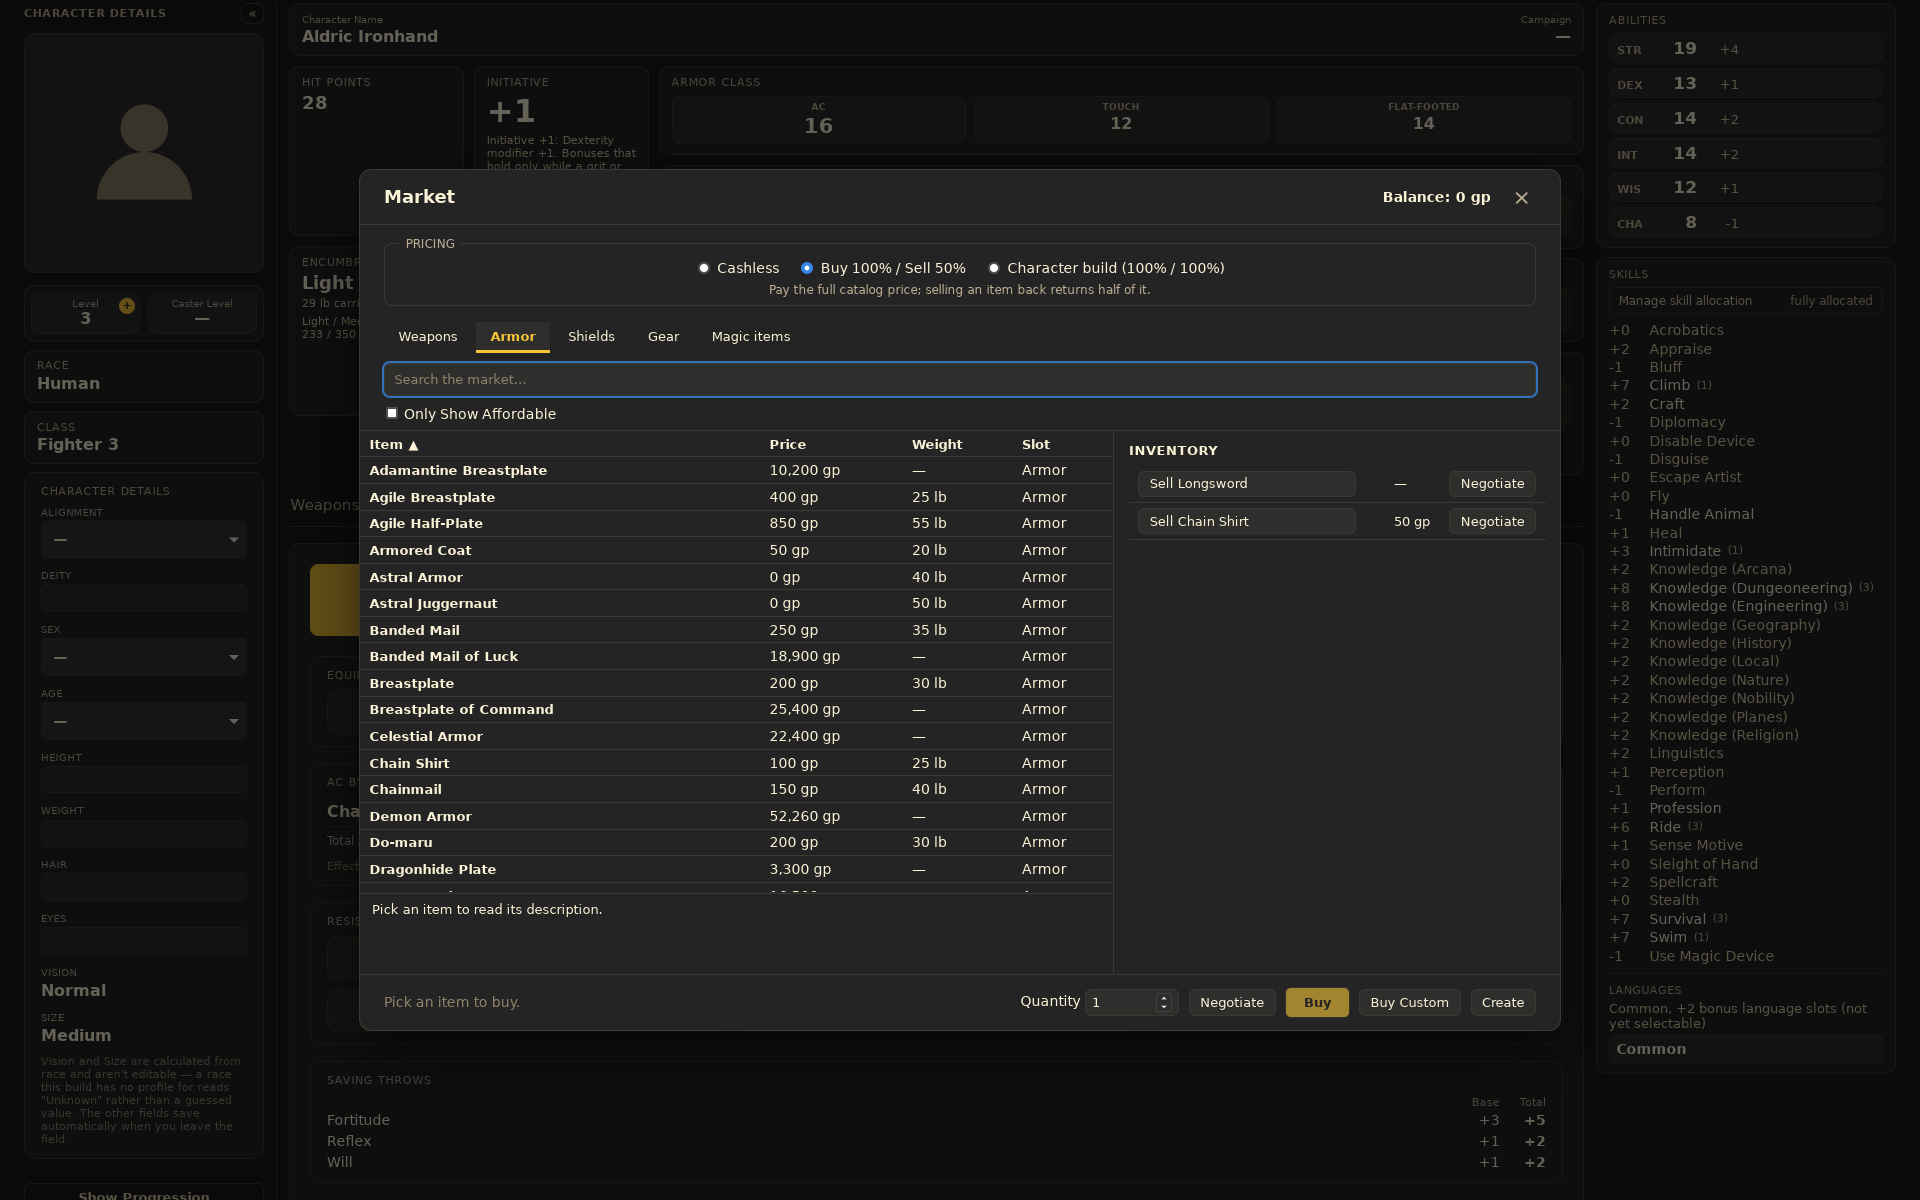 CHARACTER DETAILS
«
Level
3
+
Caster Level
—
RACE
Human
CLASS
Fighter 3
CHARACTER DETAILS
ALIGNMENT
—
DEITY
SEX
—
AGE
—
HEIGHT
WEIGHT
HAIR
EYES
VISION
Normal
SIZE
Medium
Vision and Size are calculated from
race and aren't editable — a race
this build has no profile for reads
"Unknown" rather than a guessed
value. The other fields save
automatically when you leave the
field.
Show Progression
Character Name
Aldric Ironhand
Campaign
—
HIT POINTS
28
INITIATIVE
+1
Initiative +1: Dexterity
modifier +1. Bonuses that
hold only while a grit or
ARMOR CLASS
AC
16
TOUCH
12
FLAT-FOOTED
14
Light
29 lb
Light /
233 / 350
Weapons
Total
SAVING THROWS
Base Total
Fortitude +3 +5
Reflex +1 +2
Will +1 +2
Market
Balance: 0 gp
×
PRICING
Cashless
Buy 100% / Sell 50%
Character build (100% / 100%)
Pay the full catalog price; selling an item back returns half of it.
Weapons Armor Shields Gear Magic items
Search the market...
Only Show Affordable
Item ▲ Price Weight Slot
Adamantine Breastplate 10,200 gp — Armor
Agile Breastplate 400 gp 25 lb Armor
Agile Half-Plate 850 gp 55 lb Armor
Armored Coat 50 gp 20 lb Armor
Astral Armor 0 gp 40 lb Armor
Astral Juggernaut 0 gp 50 lb Armor
Banded Mail 250 gp 35 lb Armor
Banded Mail of Luck 18,900 gp — Armor
Breastplate 200 gp 30 lb Armor
Breastplate of Command 25,400 gp — Armor
Celestial Armor 22,400 gp — Armor
Chain Shirt 100 gp 25 lb Armor
Chainmail 150 gp 40 lb Armor
Demon Armor 52,260 gp — Armor
Do-maru 200 gp 30 lb Armor
Dragonhide Plate 3,300 gp — Armor
Pick an item to read its description.
INVENTORY
Sell Longsword — Negotiate
Sell Chain Shirt 50 gp Negotiate
Pick an item to buy.
Quantity 1
Negotiate
Buy
Buy Custom
Create
ABILITIES
STR 19 +4
DEX 13 +1
CON 14 +2
INT 14 +2
WIS 12 +1
CHA 8 -1
SKILLS
Manage skill allocation fully allocated
+0 Acrobatics
+2 Appraise
-1 Bluff
+7 Climb (1)
+2 Craft
-1 Diplomacy
+0 Disable Device
-1 Disguise
+0 Escape Artist
+0 Fly
-1 Handle Animal
+1 Heal
+3 Intimidate (1)
+2 Knowledge (Arcana)
+8 Knowledge (Dungeoneering) (3)
+8 Knowledge (Engineering) (3)
+2 Knowledge (Geography)
+2 Knowledge (History)
+2 Knowledge (Local)
+2 Knowledge (Nature)
+2 Knowledge (Nobility)
+2 Knowledge (Planes)
+2 Knowledge (Religion)
+2 Linguistics
+1 Perception
-1 Perform
+1 Profession
+6 Ride (3)
+1 Sense Motive
+0 Sleight of Hand
+2 Spellcraft
+0 Stealth
+7 Survival (3)
+7 Swim (1)
-1 Use Magic Device
LANGUAGES
Common, +2 bonus language slots (not
yet selectable)
Common